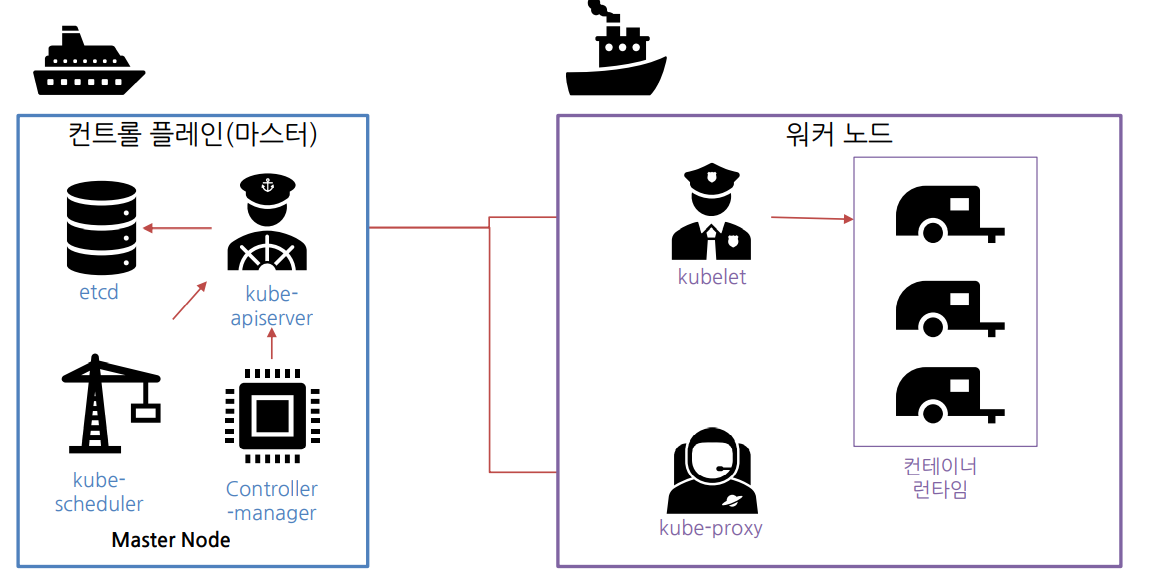 컨트롤 플레인(마스터)
etcd
kube-
apiserver
kube-
scheduler
Controller
-manager
Master Node
워커 노드
kubelet
kube-proxy
컨테이너
런타임